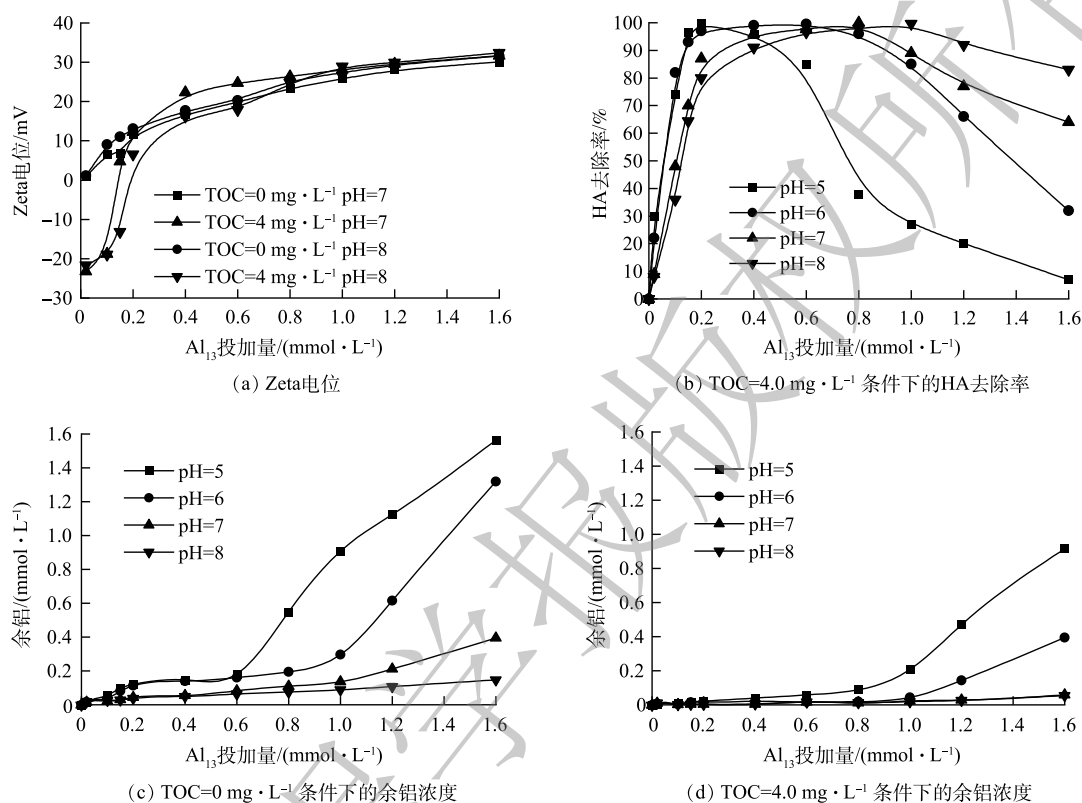 40
30
20
10
0
−10
−20
−30
Zeta电位/mV
TOC=0 mg · L⁻¹ pH=7
TOC=4 mg · L⁻¹ pH=7
TOC=0 mg · L⁻¹ pH=8
TOC=4 mg · L⁻¹ pH=8
0 0.2 0.4 0.6 0.8 1.0 1.2 1.4 1.6
Al₁₃投加量/(mmol · L⁻¹)
(a) Zeta电位
100
90
80
70
60
50
40
30
20
10
0
HA去除率/%
pH=5
pH=6
pH=7
pH=8
0 0.2 0.4 0.6 0.8 1.0 1.2 1.4 1.6
Al₁₃投加量/(mmol · L⁻¹)
(b) TOC=4.0 mg · L⁻¹ 条件下的HA去除率
1.6
1.4
1.2
1.0
0.8
0.6
0.4
0.2
0
余铝/(mmol · L⁻¹)
pH=5
pH=6
pH=7
pH=8
0 0.2 0.4 0.6 0.8 1.0 1.2 1.4 1.6
Al₁₃投加量/(mmol · L⁻¹)
(c) TOC=0 mg · L⁻¹ 条件下的余铝浓度
1.6
1.4
1.2
1.0
0.8
0.6
0.4
0.2
0
余铝/(mmol · L⁻¹)
pH=5
pH=6
pH=7
pH=8
0 0.2 0.4 0.6 0.8 1.0 1.2 1.4 1.6
Al₁₃投加量/(mmol · L⁻¹)
(d) TOC=4.0 mg · L⁻¹ 条件下的余铝浓度
学报版权所